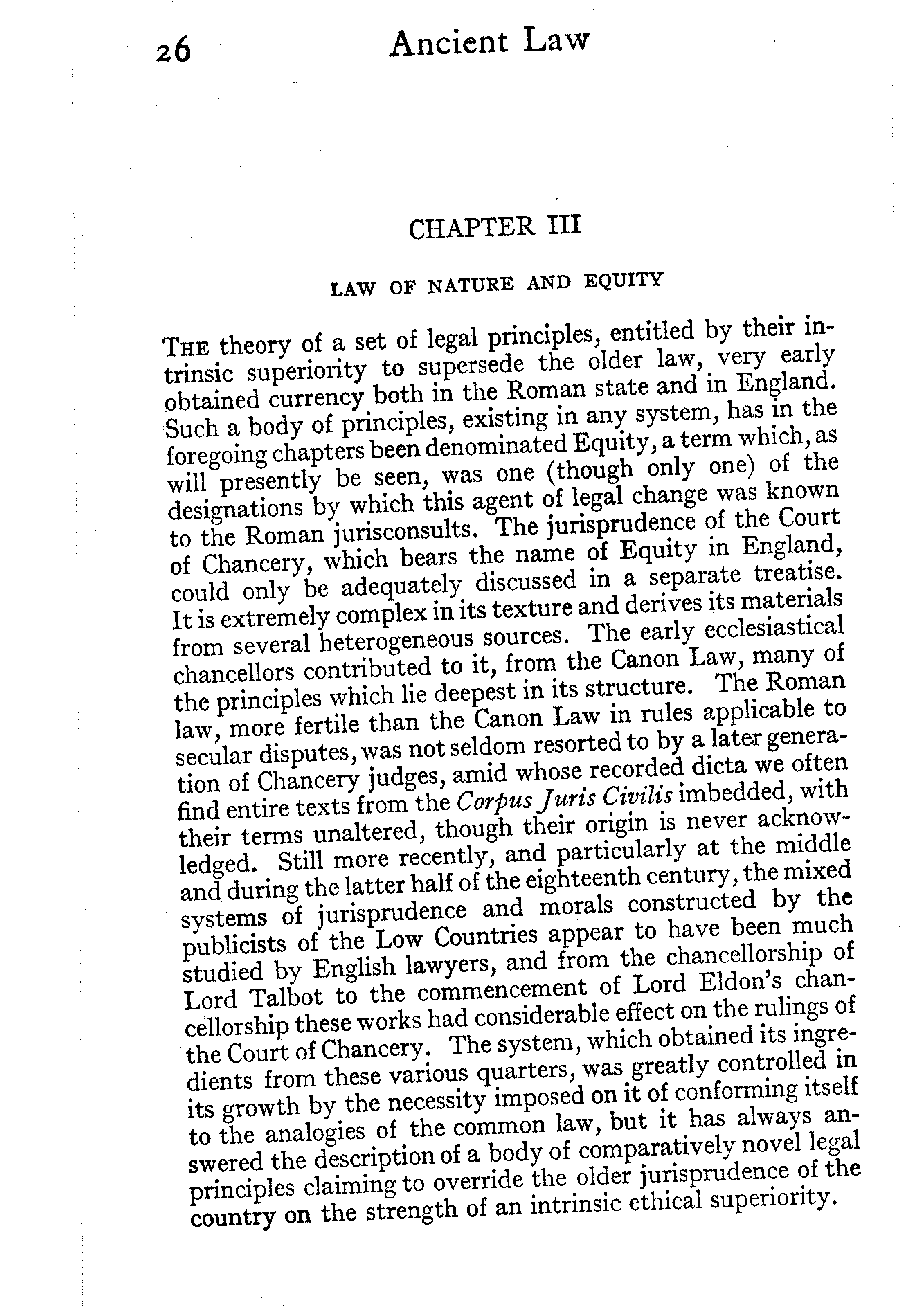 26 Ancient Law
CHAPTER III
LAW OF NATURE AND EQUITY
THE theory of a set of legal principles, entitled by their in-
trinsic superiority to supersede the older law, very early
obtained currency both in the Roman state and in England.
Such a body of principles, existing in any system, has in the
foregoing chapters been denominated Equity, a term which, as
will presently be seen, was one (though only one) of the
designations by which this agent of legal change was known
to the Roman jurisconsults. The jurisprudence of the Court
of Chancery, which bears the name of Equity in England,
could only be adequately discussed in a separate treatise.
It is extremely complex in its texture and derives its materials
from several heterogeneous sources. The early ecclesiastical
chancellors contributed to it, from the Canon Law, many of
the principles which lie deepest in its structure. The Roman
law, more fertile than the Canon Law in rules applicable to
secular disputes, was not seldom resorted to by a later genera-
tion of Chancery judges, amid whose recorded dicta we often
find entire texts from the Corpus Juris Civilis imbedded, with
their terms unaltered, though their origin is never acknow-
ledged. Still more recently, and particularly at the middle
and during the latter half of the eighteenth century, the mixed
systems of jurisprudence and morals constructed by the
publicists of the Low Countries appear to have been much
studied by English lawyers, and from the chancellorship of
Lord Talbot to the commencement of Lord Eldon's chan-
cellorship these works had considerable effect on the rulings of
the Court of Chancery. The system, which obtained its ingre-
dients from these various quarters, was greatly controlled in
its growth by the necessity imposed on it of conforming itself
to the analogies of the common law, but it has always an-
swered the description of a body of comparatively novel legal
principles claiming to override the older jurisprudence of the
country on the strength of an intrinsic ethical superiority.